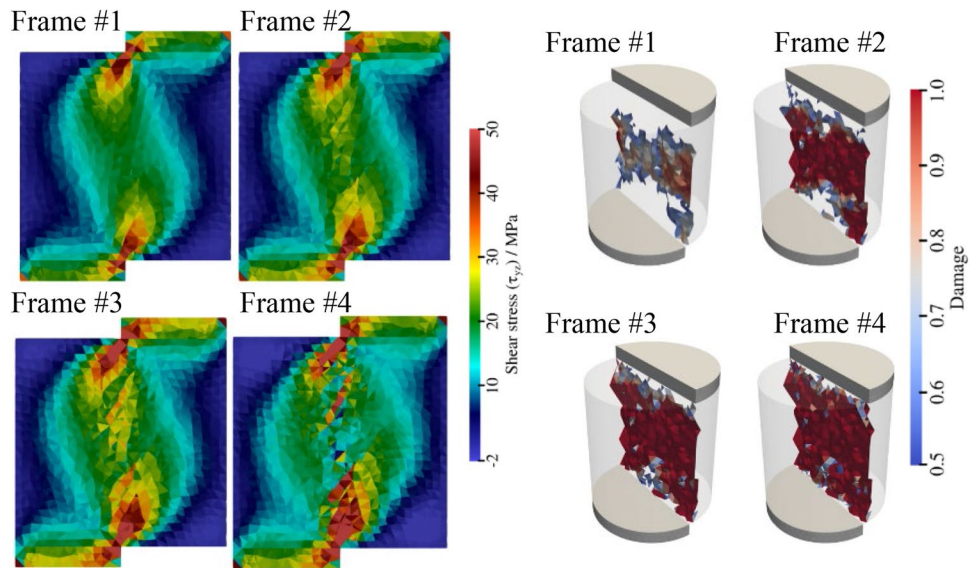 Frame #1
Frame #2
Frame #3
Frame #4
50
40
30
20
10
-2
Shear stress (τyz) / MPa
Frame #1
Frame #2
Frame #3
Frame #4
1.0
0.9
0.8
0.7
0.6
0.5
Damage